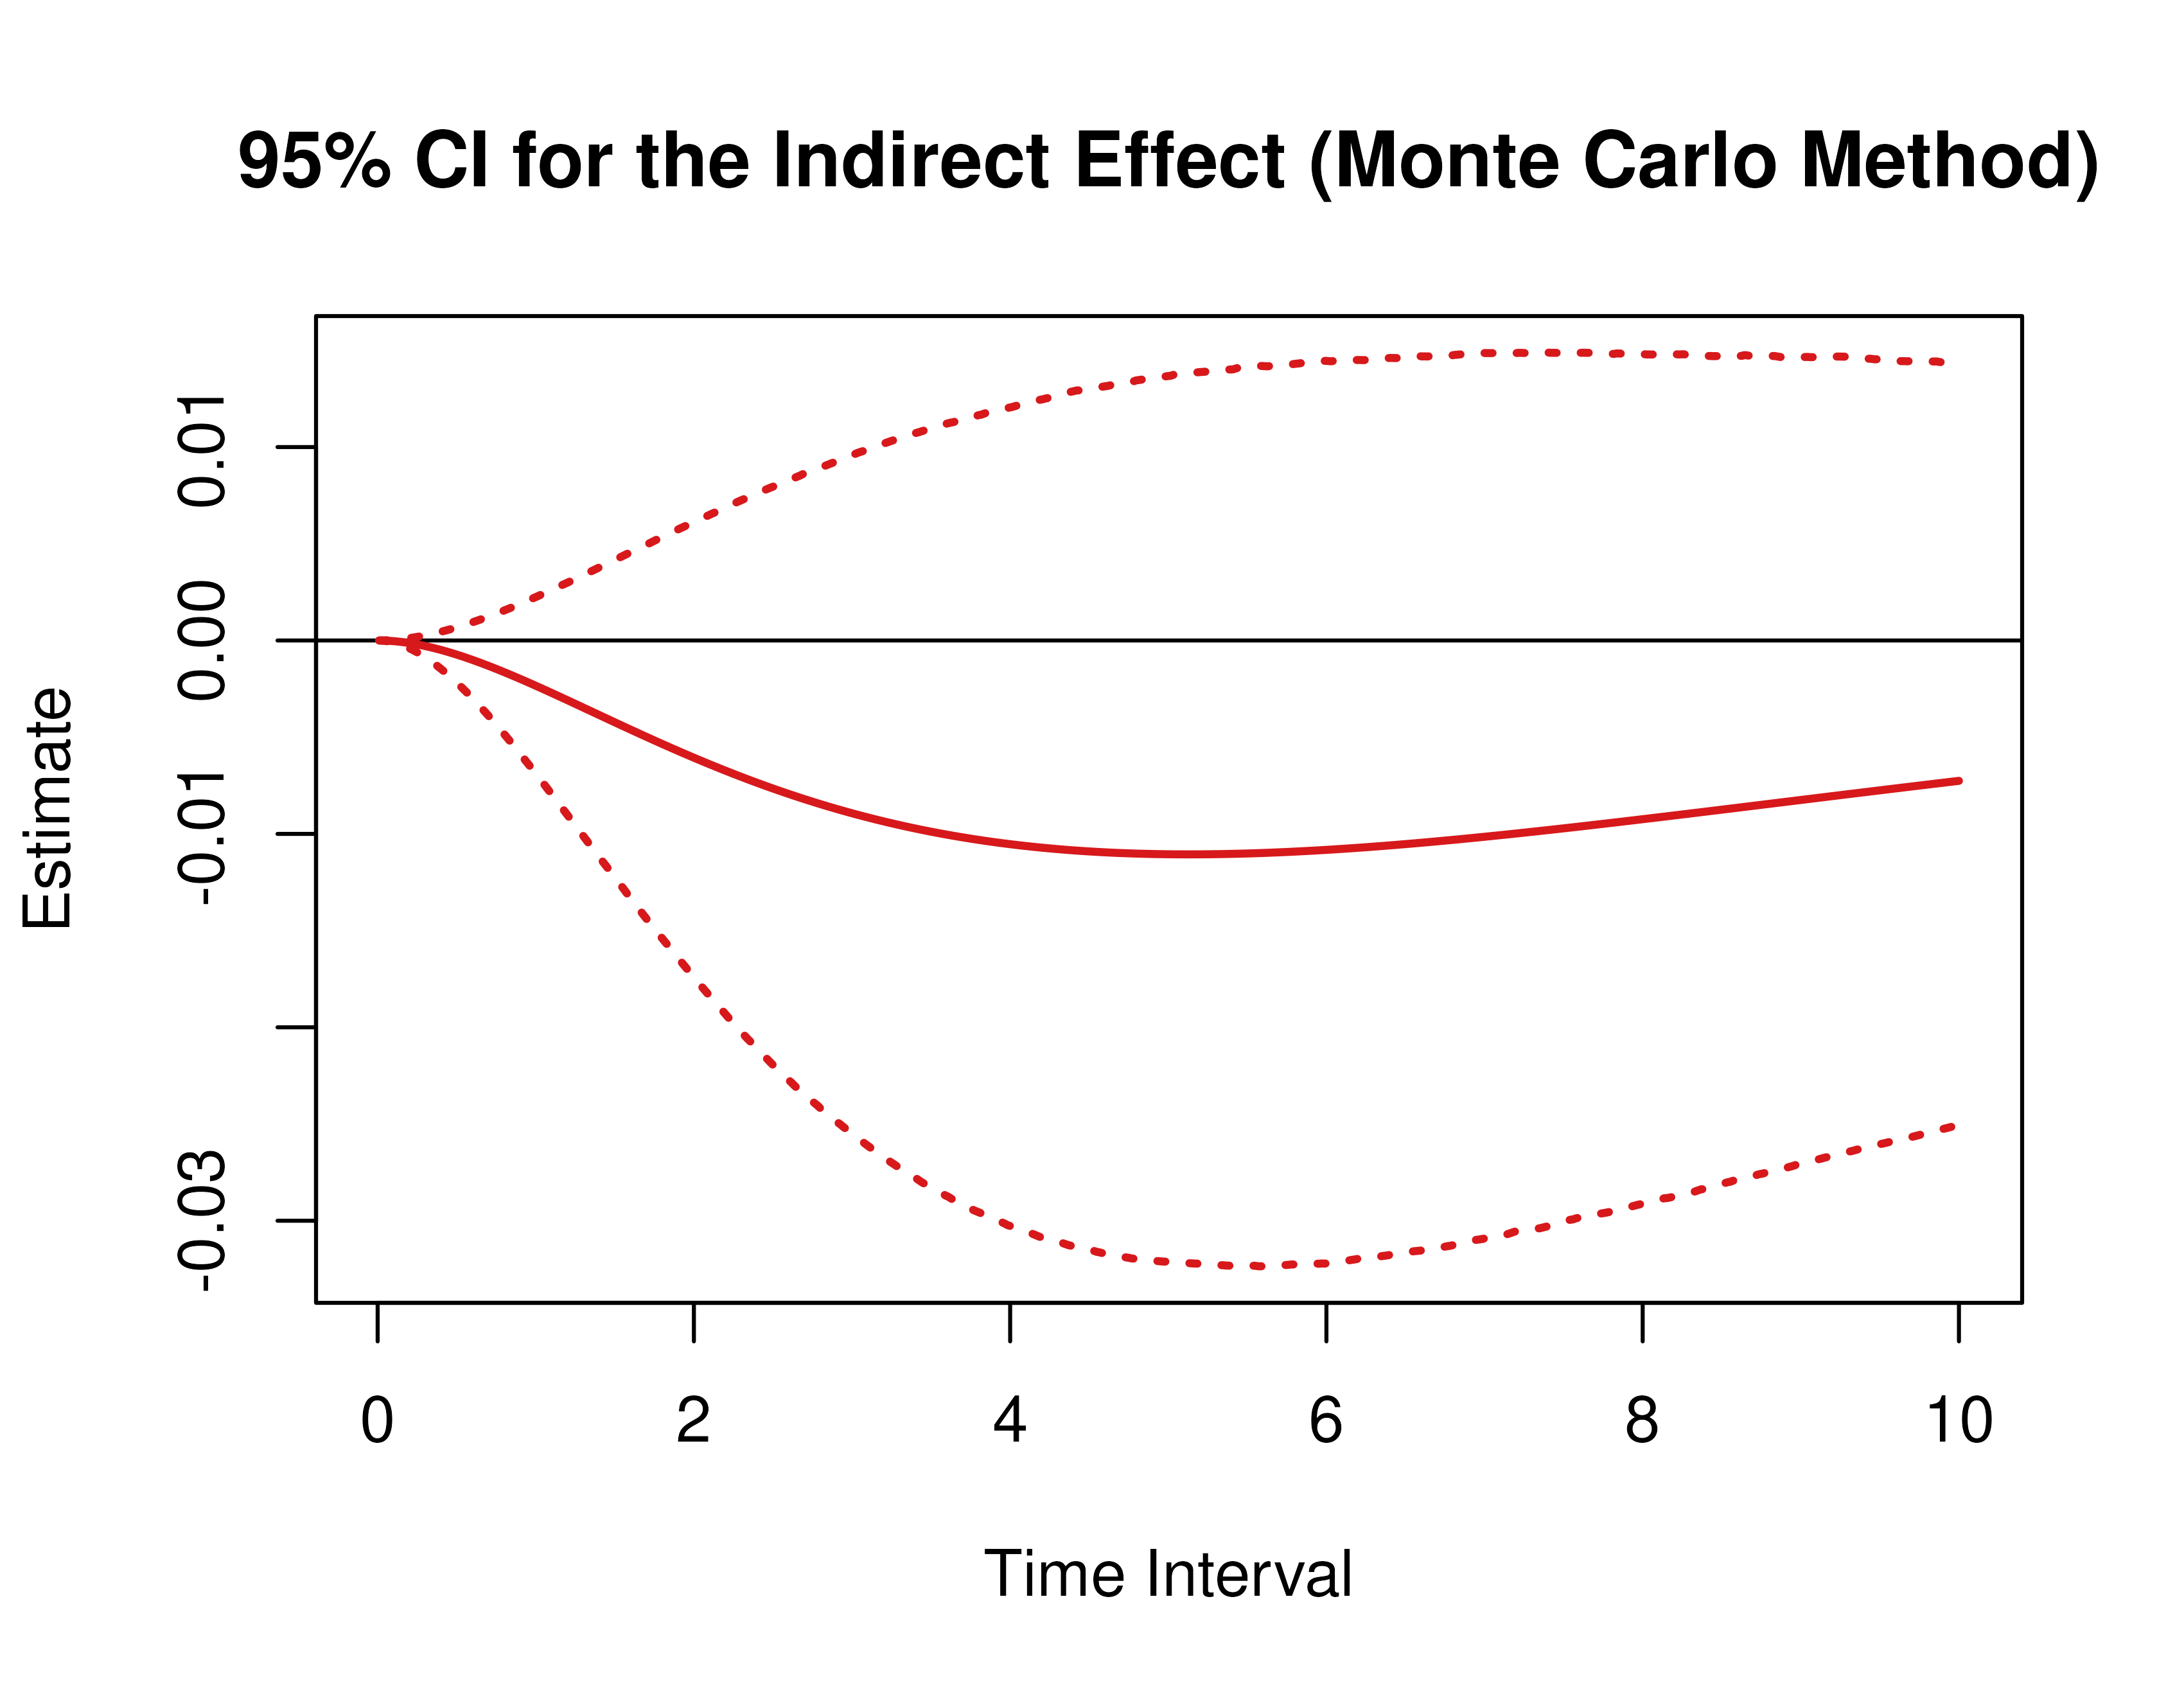 95% CI for the Indirect Effect (Monte Carlo Method)
Estimate
0.01
0.00
-0.01
-0.03
0 2 4 6 8 10
Time Interval